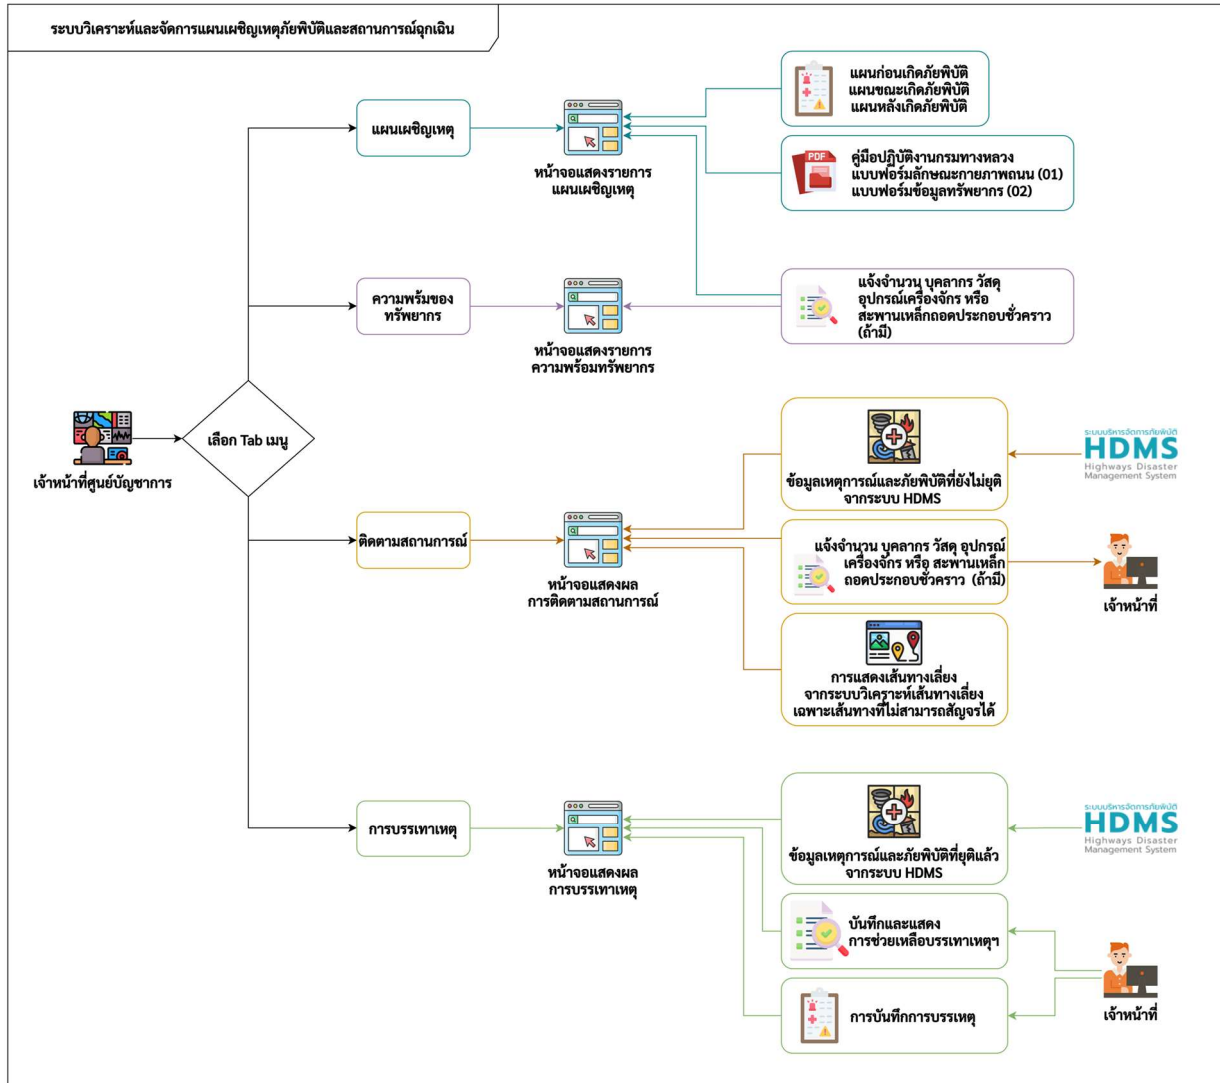 ระบบวิเคราะห์และจัดการแผนเผชิญเหตุภัยพิบัติและสถานการณ์ฉุกเฉิน
แผนเผชิญเหตุ
หน้าจอแสดงรายการ
แผนเผชิญเหตุ
แผนก่อนเกิดภัยพิบัติ
แผนขณะเกิดภัยพิบัติ
แผนหลังเกิดภัยพิบัติ
PDF
คู่มือปฏิบัติงานกรมทางหลวง
แบบฟอร์มลักษณะกายภาพถนน (01)
แบบฟอร์มข้อมูลทรัพยากร (02)
ความพร้มของ
ทรัพยากร
หน้าจอแสดงรายการ
ความพร้อมทรัพยากร
แจ้งจำนวน บุคลากร วัสดุ
อุปกรณ์เครื่องจักร หรือ
สะพานเหล็กถอดประกอบชั่วคราว
(ถ้ามี)
เจ้าหน้าที่ศูนย์บัญชาการ
เลือก Tab เมนู
ติดตามสถานการณ์
หน้าจอแสดงผล
การติดตามสถานการณ์
ข้อมูลเหตุการณ์และภัยพิบัติที่ยังไม่ยุติ
จากระบบ HDMS
ระบบบริหารจัดการภัยพิบัติ
HDMS
Highways Disaster
Management System
แจ้งจำนวน บุคลากร วัสดุ อุปกรณ์
เครื่องจักร หรือ สะพานเหล็ก
ถอดประกอบชั่วคราว (ถ้ามี)
เจ้าหน้าที่
การแสดงเส้นทางเลี่ยง
จากระบบวิเคราะห์เส้นทางเลี่ยง
เฉพาะเส้นทางที่ไม่สามารถสัญจรได้
การบรรเทาเหตุ
หน้าจอแสดงผล
การบรรเทาเหตุ
ข้อมูลเหตุการณ์และภัยพิบัติที่ยุติแล้ว
จากระบบ HDMS
ระบบบริหารจัดการภัยพิบัติ
HDMS
Highways Disaster
Management System
บันทึกและแสดง
การช่วยเหลือบรรเทาเหตุฯ
การบันทึกการบรรเหตุ
เจ้าหน้าที่